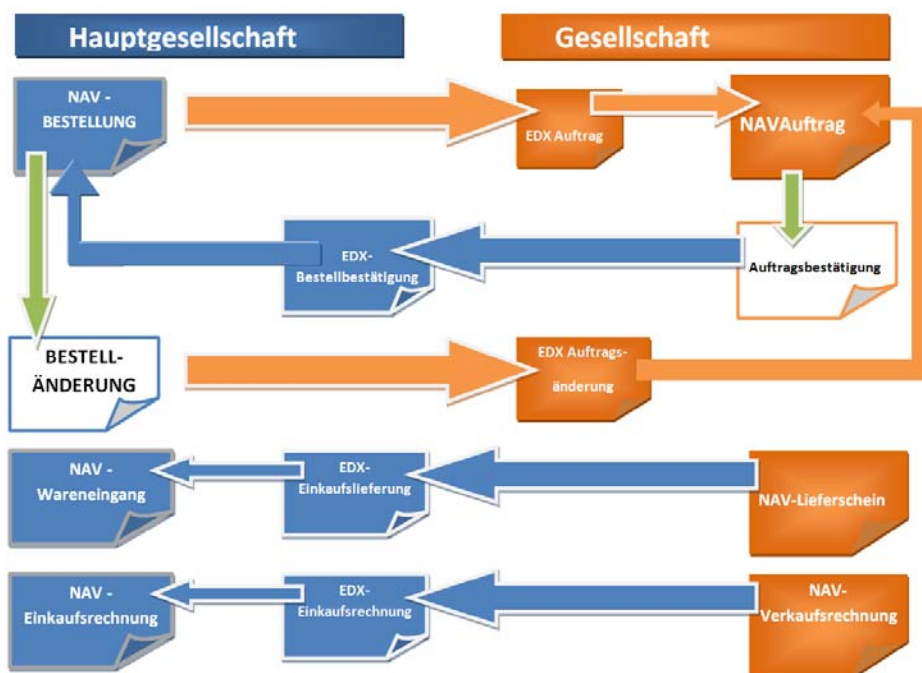 Hauptgesellschaft
Gesellschaft
NAV -
BESTELLUNG
EDX Auftrag
NAVAuftrag
EDX-
Bestellbestätigung
Auftragsbestätigung
BESTELL-
ÄNDERUNG
EDX Auftrags-
änderung
NAV -
Wareneingang
EDX-
Einkaufslieferung
NAV-Lieferschein
NAV -
Einkaufsrechnung
EDX-
Einkaufsrechnung
NAV-
Verkaufsrechnung